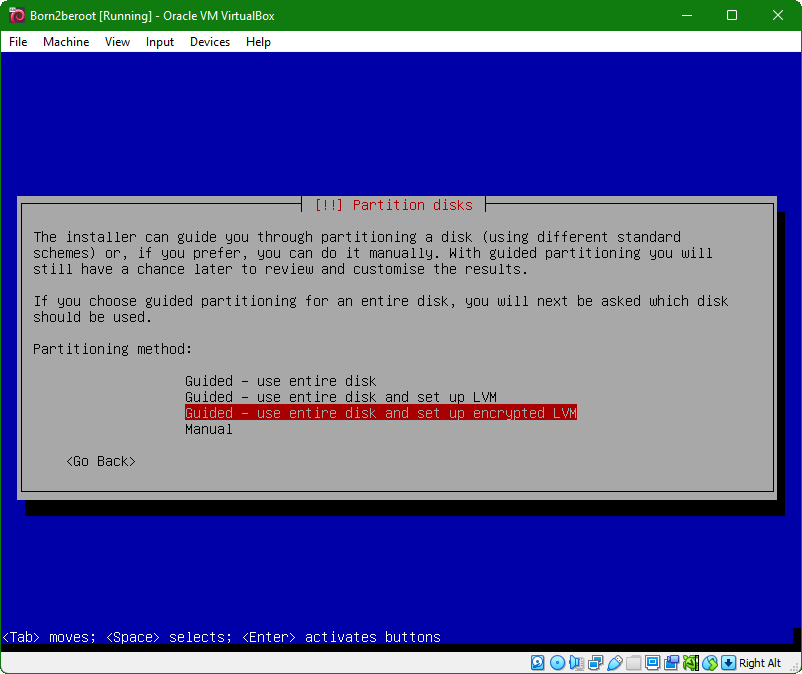 Born2beroot [Running] - Oracle VM VirtualBox
File Machine View Input Devices Help
[!!] Partition disks
The installer can guide you through partitioning a disk (using different standard
schemes) or, if you prefer, you can do it manually. With guided partitioning you will
still have a chance later to review and customise the results.
If you choose guided partitioning for an entire disk, you will next be asked which disk
should be used.
Partitioning method:
Guided - use entire disk
Guided - use entire disk and set up LVM
Guided - use entire disk and set up encrypted LVM
Manual
<Go Back>
<Tab> moves; <Space> selects; <Enter> activates buttons
Right Alt